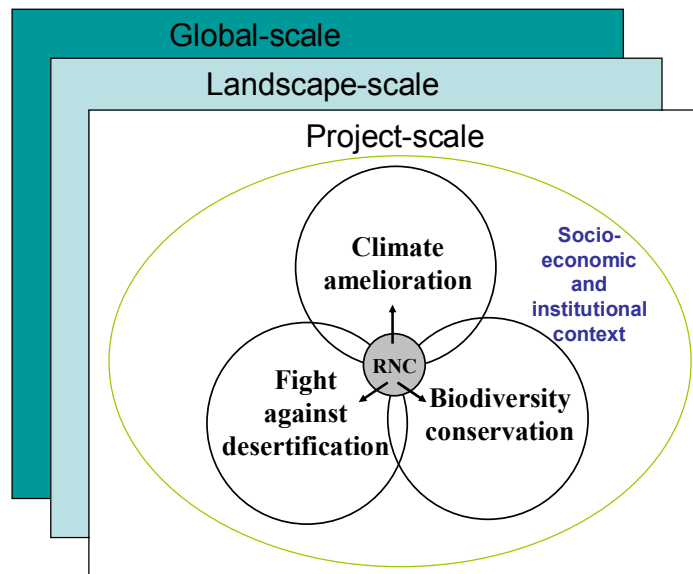 Global-scale
Landscape-scale
Project-scale
Climate
amelioration
Socio-
economic
and
institutional
context
RNC
Fight
against
desertification
Biodiversity
conservation